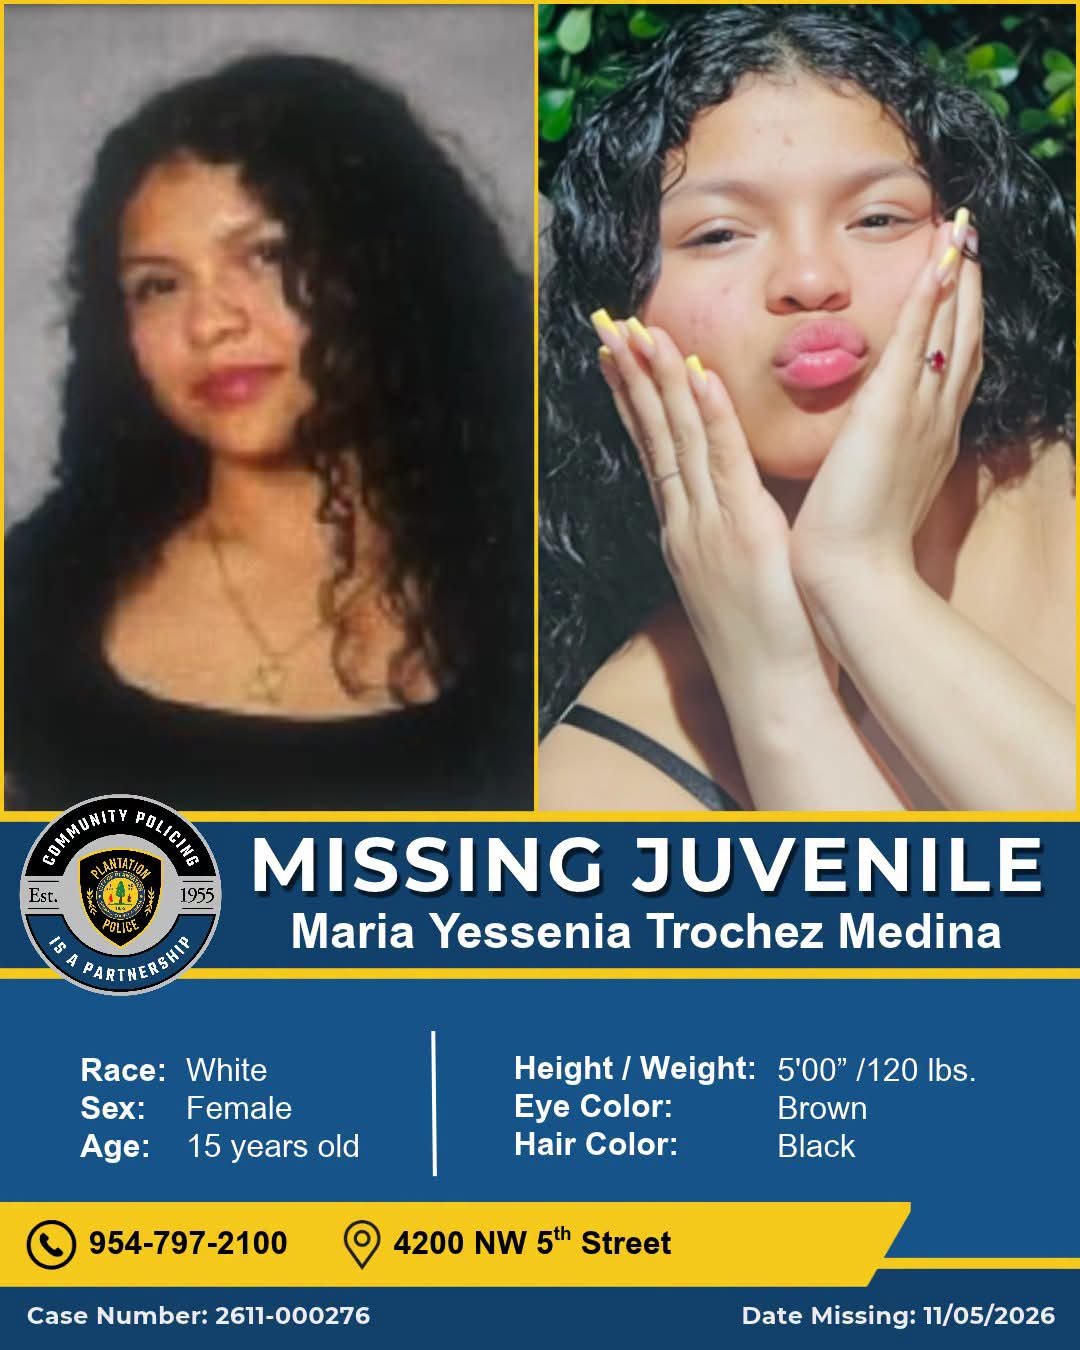 MISSING JUVENILE
Maria Yessenia Trochez Medina
COMMUNITY POLICING
Est. 1955
PLANTATION
POLICE
IS A PARTNERSHIP
Race: White
Sex: Female
Age: 15 years old
Height / Weight: 5'00” /120 lbs.
Eye Color: Brown
Hair Color: Black
954-797-2100
4200 NW 5th Street
Case Number: 2611-000276
Date Missing: 11/05/2026